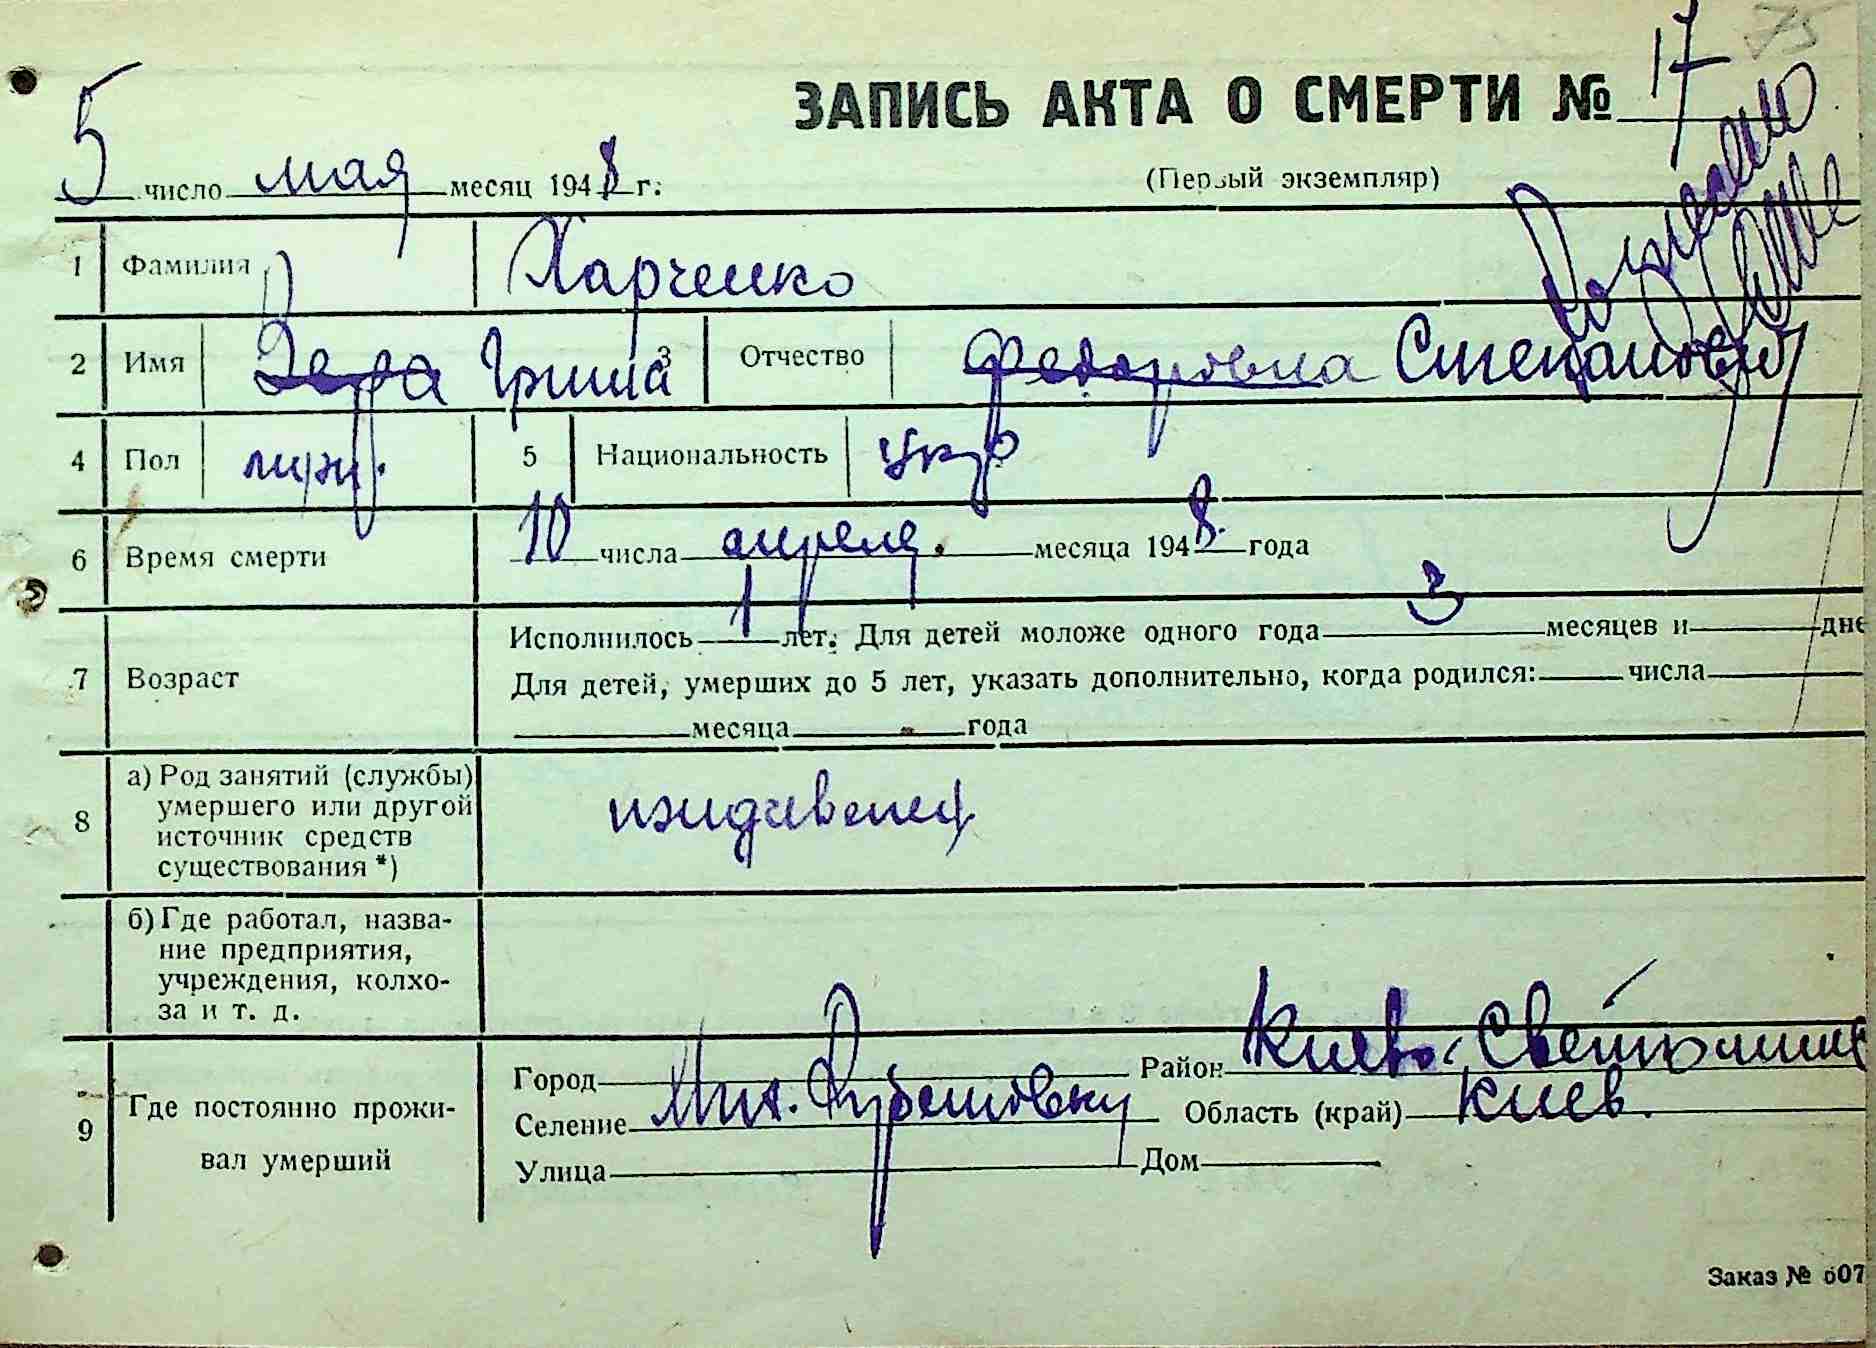 ЗАПИСЬ АКТА О СМЕРТИ № 17
5 число мая месяц 1948 г.
(Первый экземпляр)
1 Фамилия Харченко
2 Имя Гриша 3 Отчество Федоровна Степанович
4 Пол муж. 5 Национальность укр
6 Время смерти 10 числа апреля месяца 1948 года
7 Возраст
Исполнилось 1 лет. Для детей моложе одного года 3 месяцев и дне
Для детей, умерших до 5 лет, указать дополнительно, когда родился: числа
месяца года
8 а) Род занятий (службы)
умершего или другой
источник средств
существования *)
иждивенец
б) Где работал, назва-
ние предприятия,
учреждения, колхо-
за и т. д.
9 Где постоянно прожи-
вал умерший
Город Район Киево-Святошинс
Селение Мих. Рубежовку Область (край) Киев.
Улица Дом
Заказ № 607